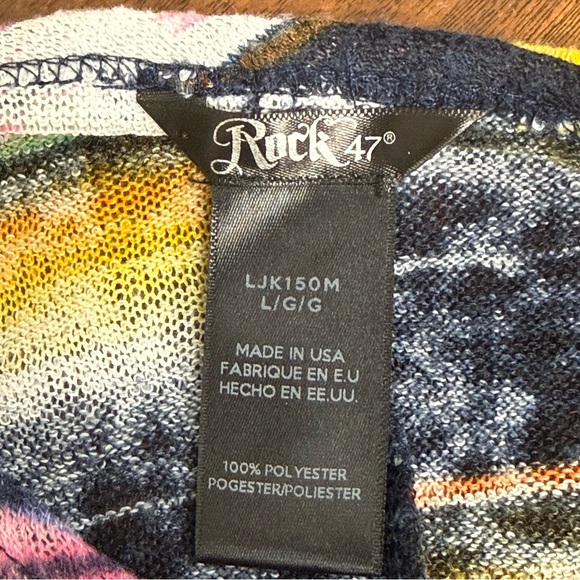 Rock 47®
LJK150M
L/G/G
MADE IN USA
FABRIQUE EN E.U
HECHO EN EE.UU.
100% POLYESTER
POGESTER/POLIESTER